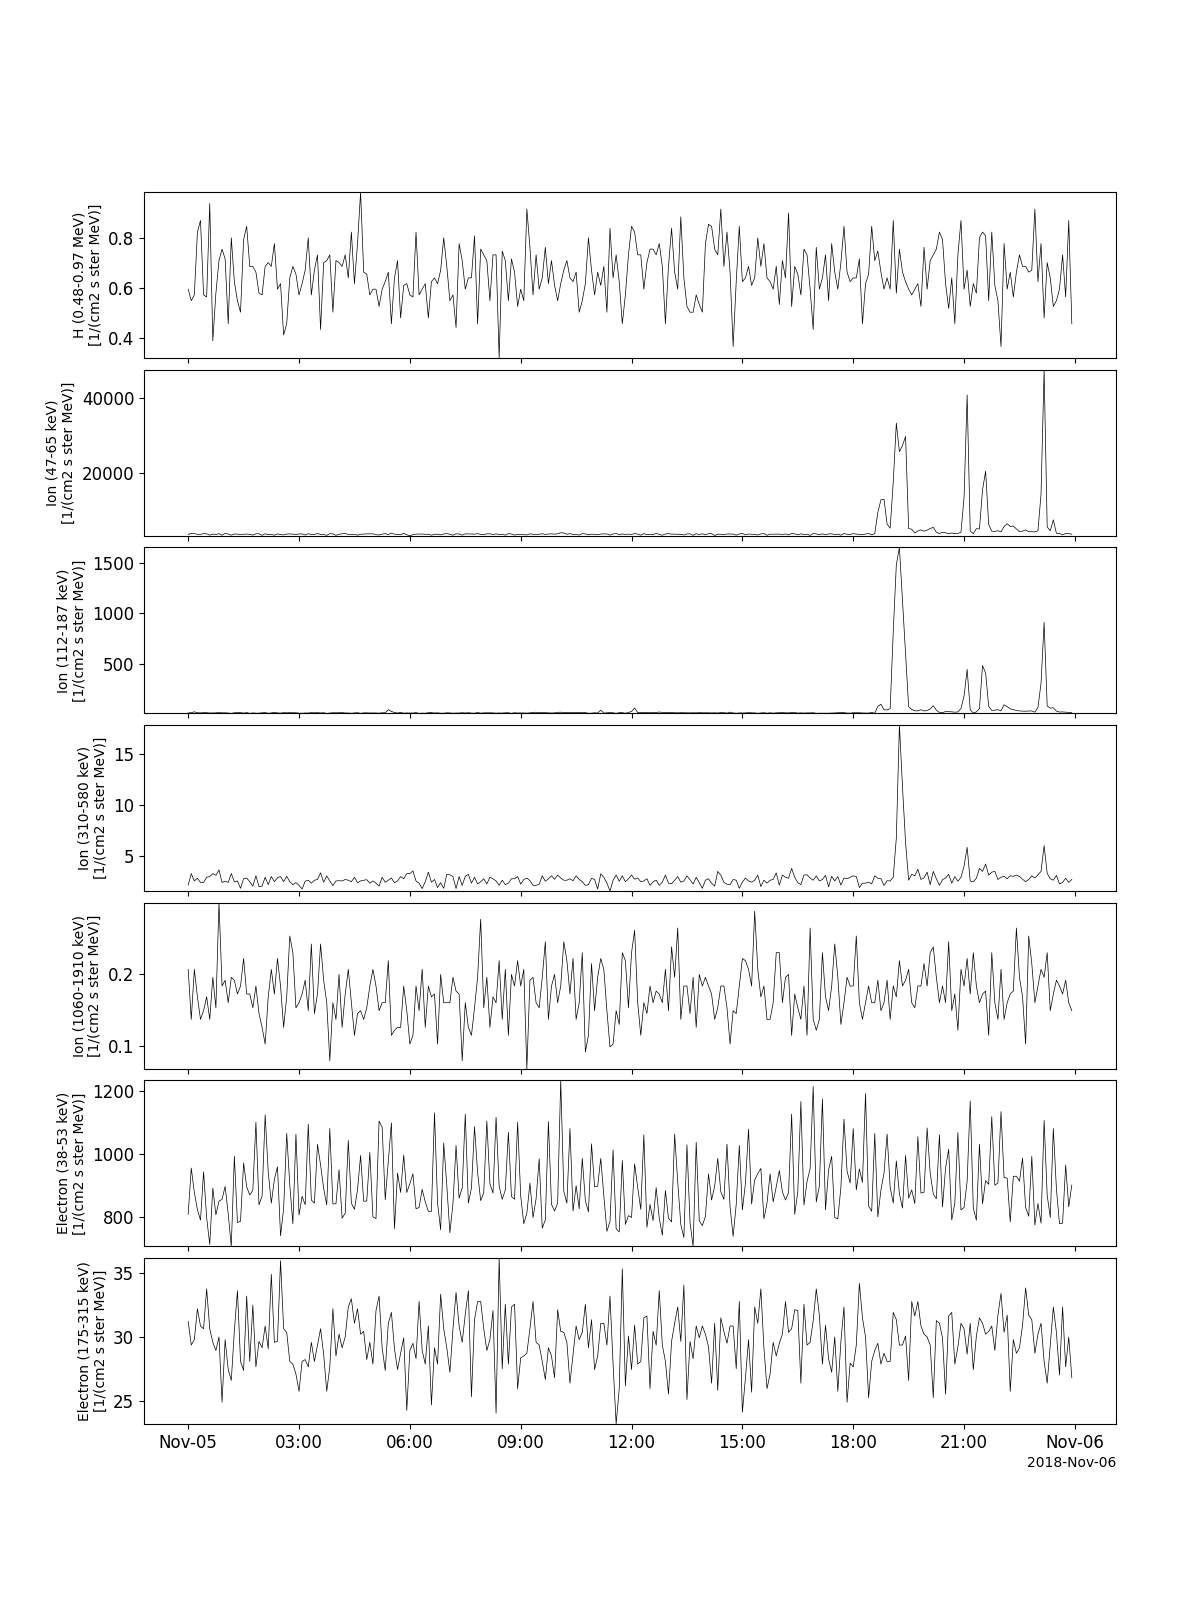 H (0.48-0.97 MeV)
[1/(cm2 s ster MeV)]
0.8
0.6
0.4
Ion (47-65 keV)
[1/(cm2 s ster MeV)]
40000
20000
Ion (112-187 keV)
[1/(cm2 s ster MeV)]
1500
1000
500
Ion (310-580 keV)
[1/(cm2 s ster MeV)]
15
10
5
Ion (1060-1910 keV)
[1/(cm2 s ster MeV)]
0.2
0.1
Electron (38-53 keV)
[1/(cm2 s ster MeV)]
1200
1000
800
Electron (175-315 keV)
[1/(cm2 s ster MeV)]
35
30
25
Nov-05 03:00 06:00 09:00 12:00 15:00 18:00 21:00 Nov-06
2018-Nov-06